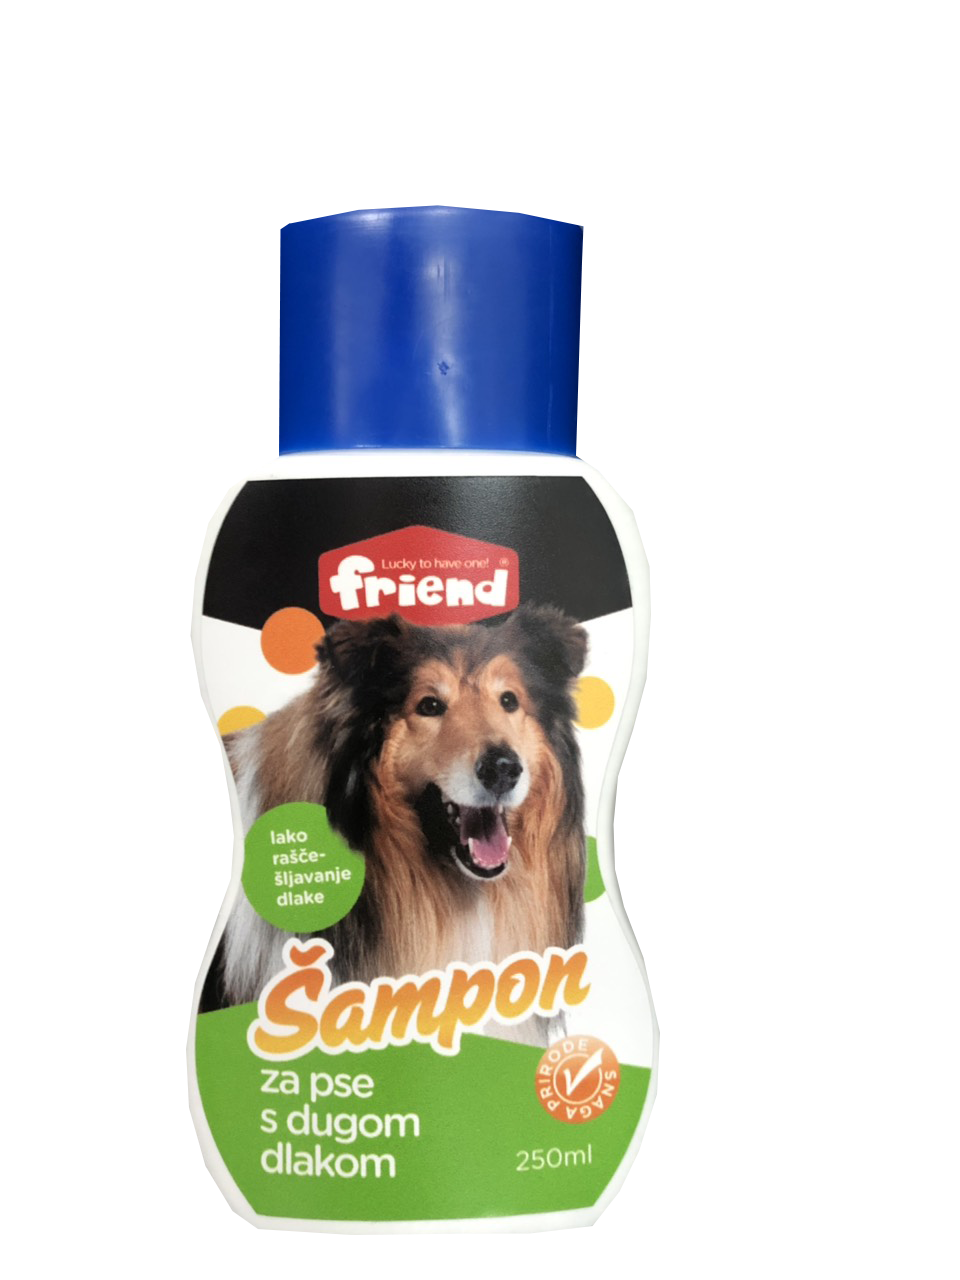 Lucky to have one!
friend®
lako
rašče-
šljavanje
dlake
Šampon
za pse
s dugom
dlakom
SNAGA PRIRODE
250ml